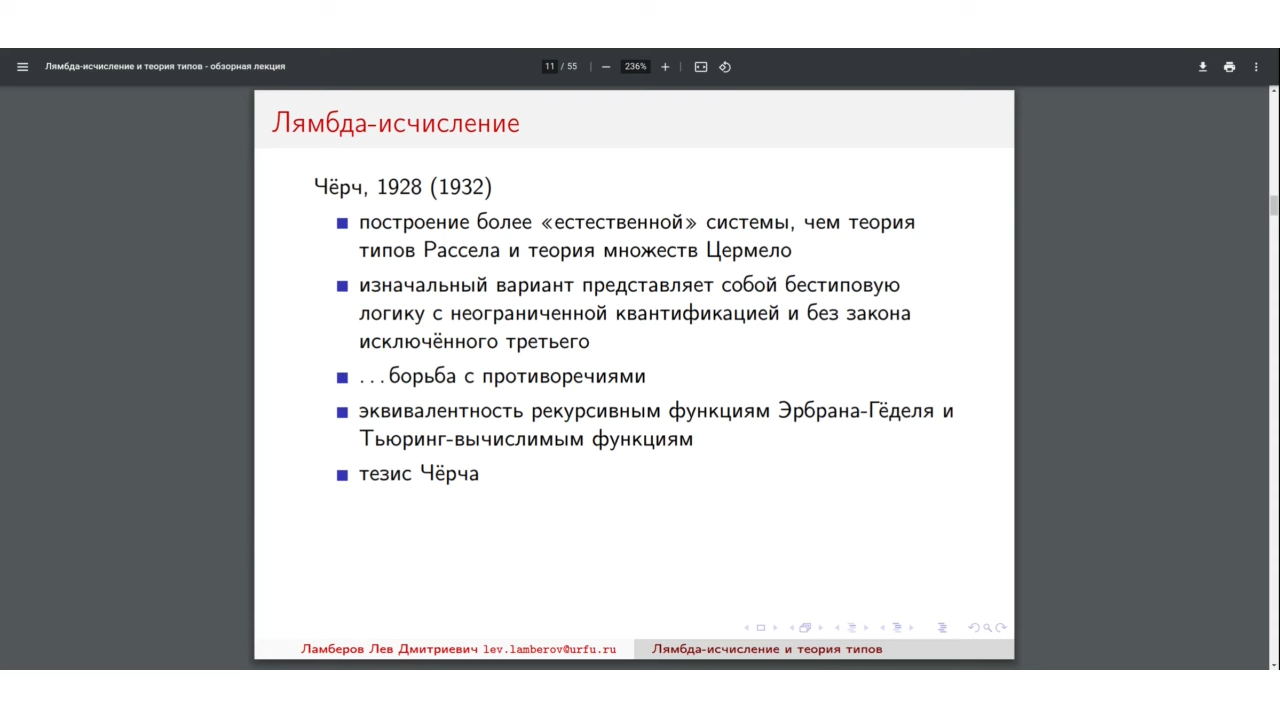 Лямбда-исчисление и теория типов - обзорная лекция
11 / 55
236%
Лямбда-исчисление
Чёрч, 1928 (1932)
построение более «естественной» системы, чем теория
типов Рассела и теория множеств Цермело
изначальный вариант представляет собой бестиповую
логику с неограниченной квантификацией и без закона
исключённого третьего
...борьба с противоречиями
эквивалентность рекурсивным функциям Эрбрана-Гёделя и
Тьюринг-вычислимым функциям
тезис Чёрча
Ламберов Лев Дмитриевич lev.lamberov@urfu.ru
Лямбда-исчисление и теория типов